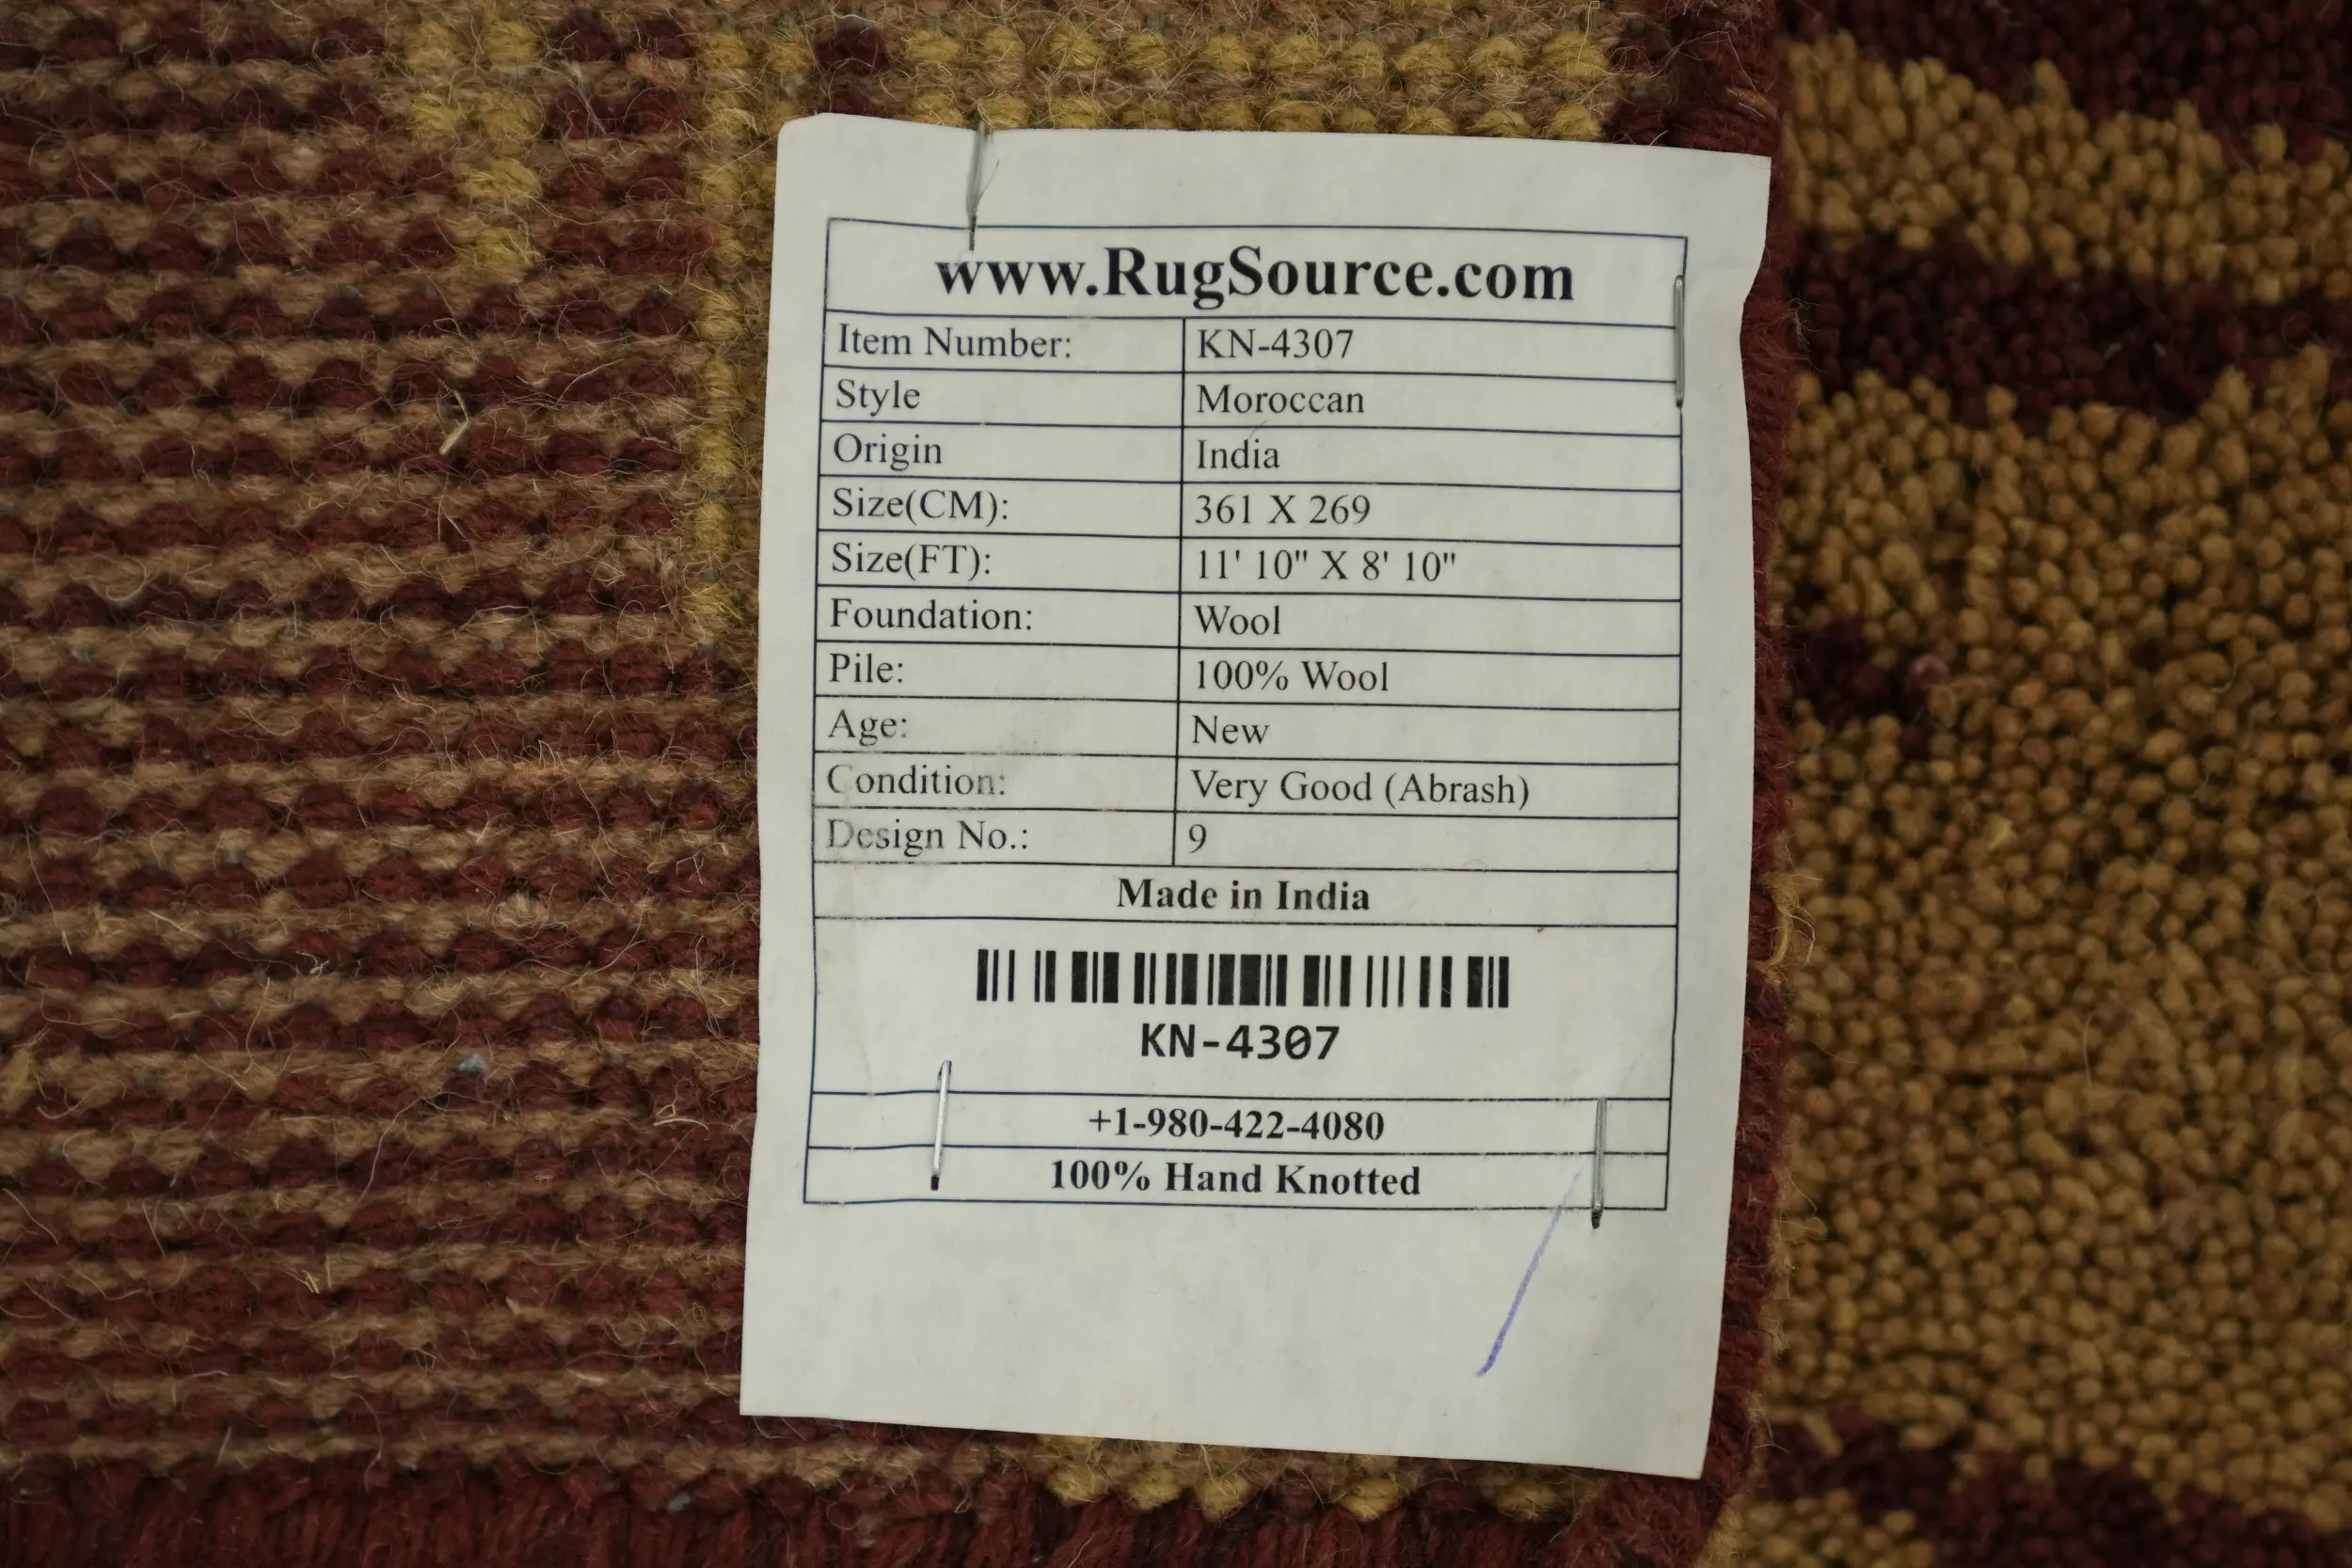 www.RugSource.com
Item Number: KN-4307
Style Moroccan
Origin India
Size(CM): 361 X 269
Size(FT): 11' 10" X 8' 10"
Foundation: Wool
Pile: 100% Wool
Age: New
Condition: Very Good (Abrash)
Design No.: 9
Made in India
KN-4307
+1-980-422-4080
100% Hand Knotted